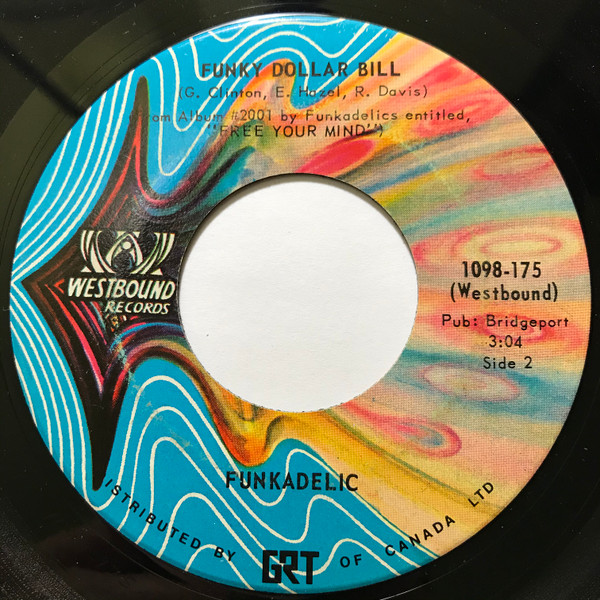 FUNKY DOLLAR BILL
(G. Clinton, E. Hazel, R. Davis)
(From Album #2001 by Funkadelics entitled,
"FREE YOUR MIND")
WESTBOUND
RECORDS
1098-175
(Westbound)
Pub: Bridgeport
3:04
Side 2
FUNKADELIC
DISTRIBUTED BY GRT OF CANADA LTD